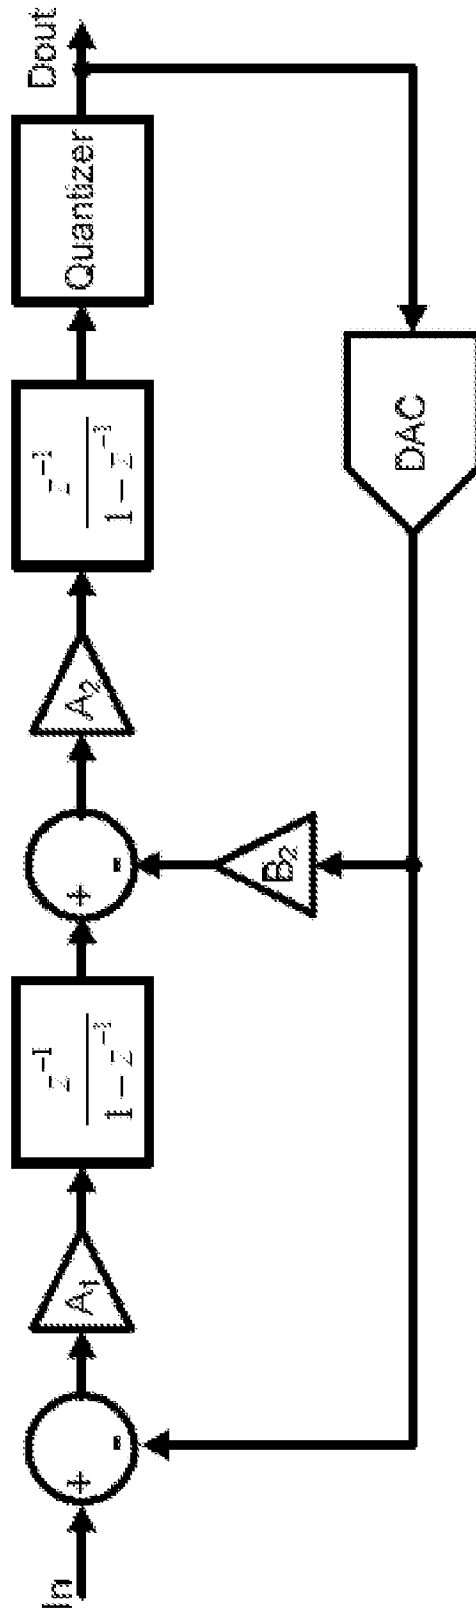 In
+
-
A₁
z⁻¹
1 - z⁻¹
+
-
B₂
A₂
z⁻¹
1 - z⁻¹
Quantizer
Dout
DAC